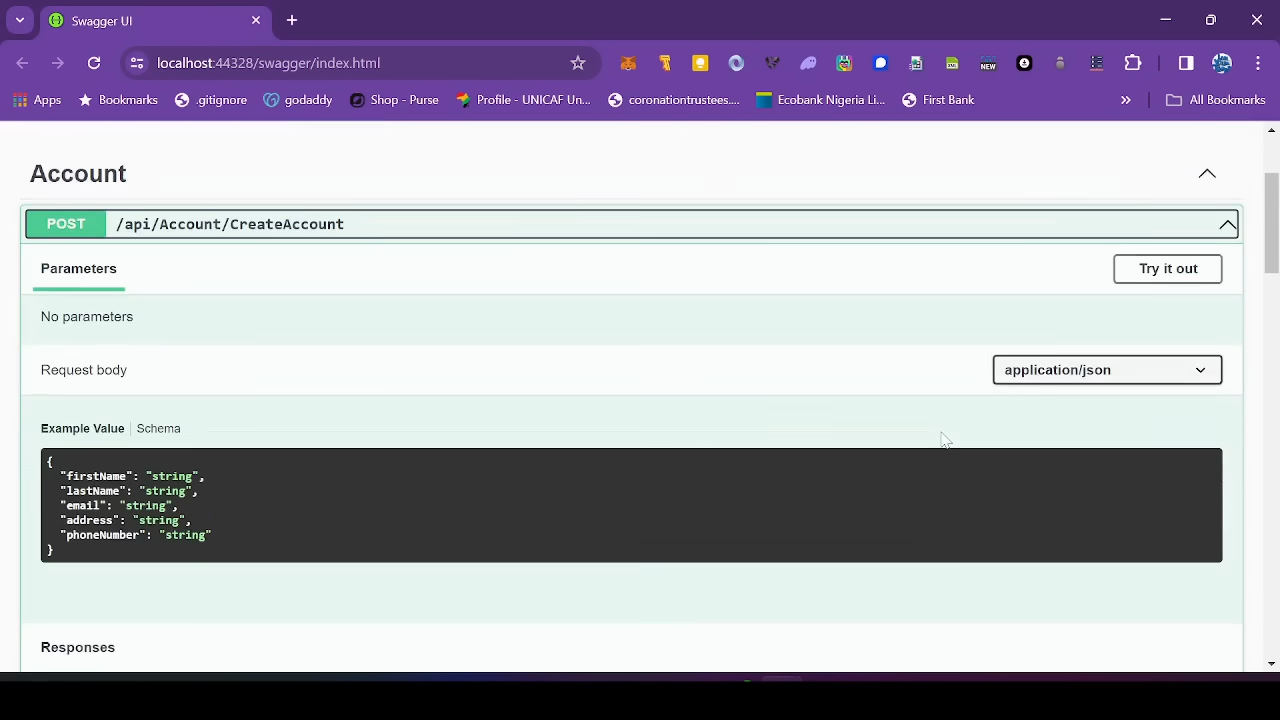 Swagger UI
localhost:44328/swagger/index.html
NEW
Apps
Bookmarks
.gitignore
godaddy
Shop - Purse
Profile - UNICAF Un...
coronationtrustees....
Ecobank Nigeria Li...
First Bank
»
All Bookmarks
Account
POST /api/Account/CreateAccount
Parameters
Try it out
No parameters
Request body
application/json
Example Value
Schema
{
"firstName": "string",
"lastName": "string",
"email": "string",
"address": "string",
"phoneNumber": "string"
}
Responses